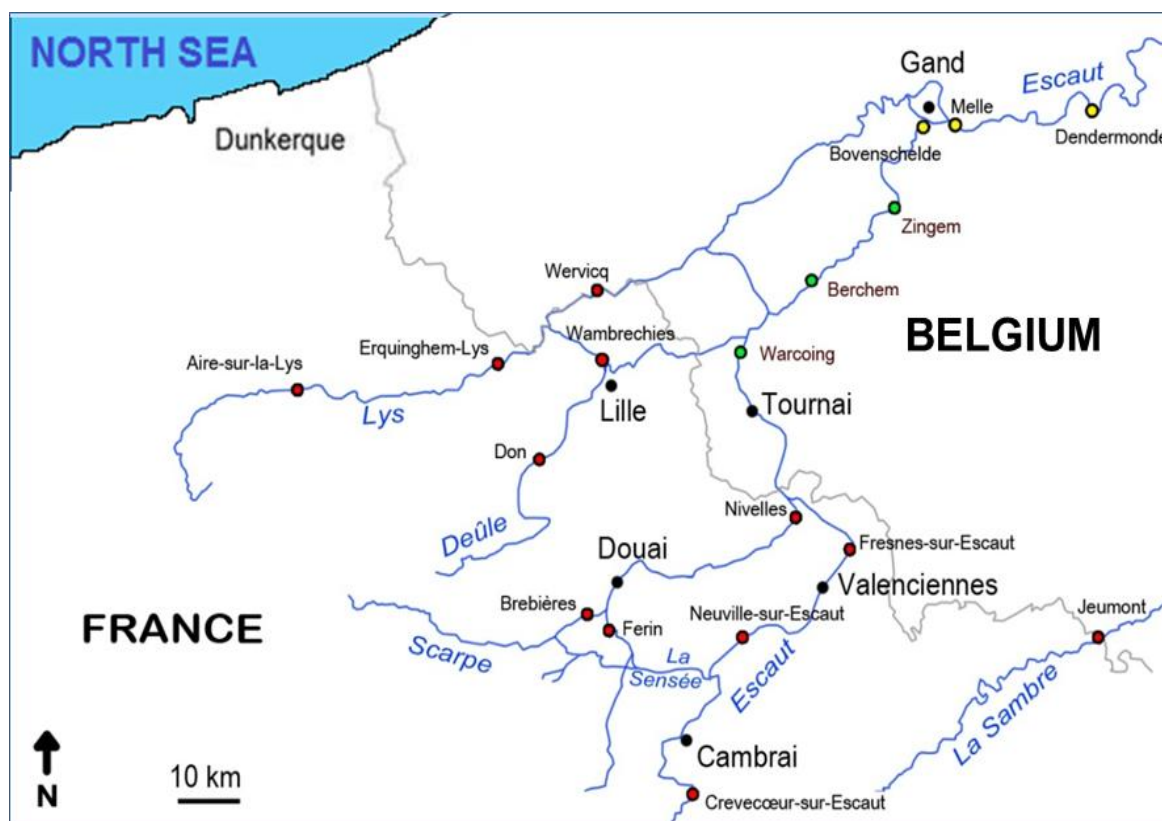 NORTH SEA
Gand
Escaut
Melle
Dunkerque
Bovenschelde
Dendermonde
Zingem
Wervicq
Berchem
Wambrechies
BELGIUM
Erquinghem-Lys
Warcoing
Aire-sur-la-Lys
Lille
Tournai
Lys
Don
Nivelles
Deûle
Fresnes-sur-Escaut
Douai
Valenciennes
Brebières
Neuville-sur-Escaut
Jeumont
FRANCE
Ferin
Scarpe
La
Sensée
Escaut
La Sambre
Cambrai
10 km
N
Crevecœur-sur-Escaut